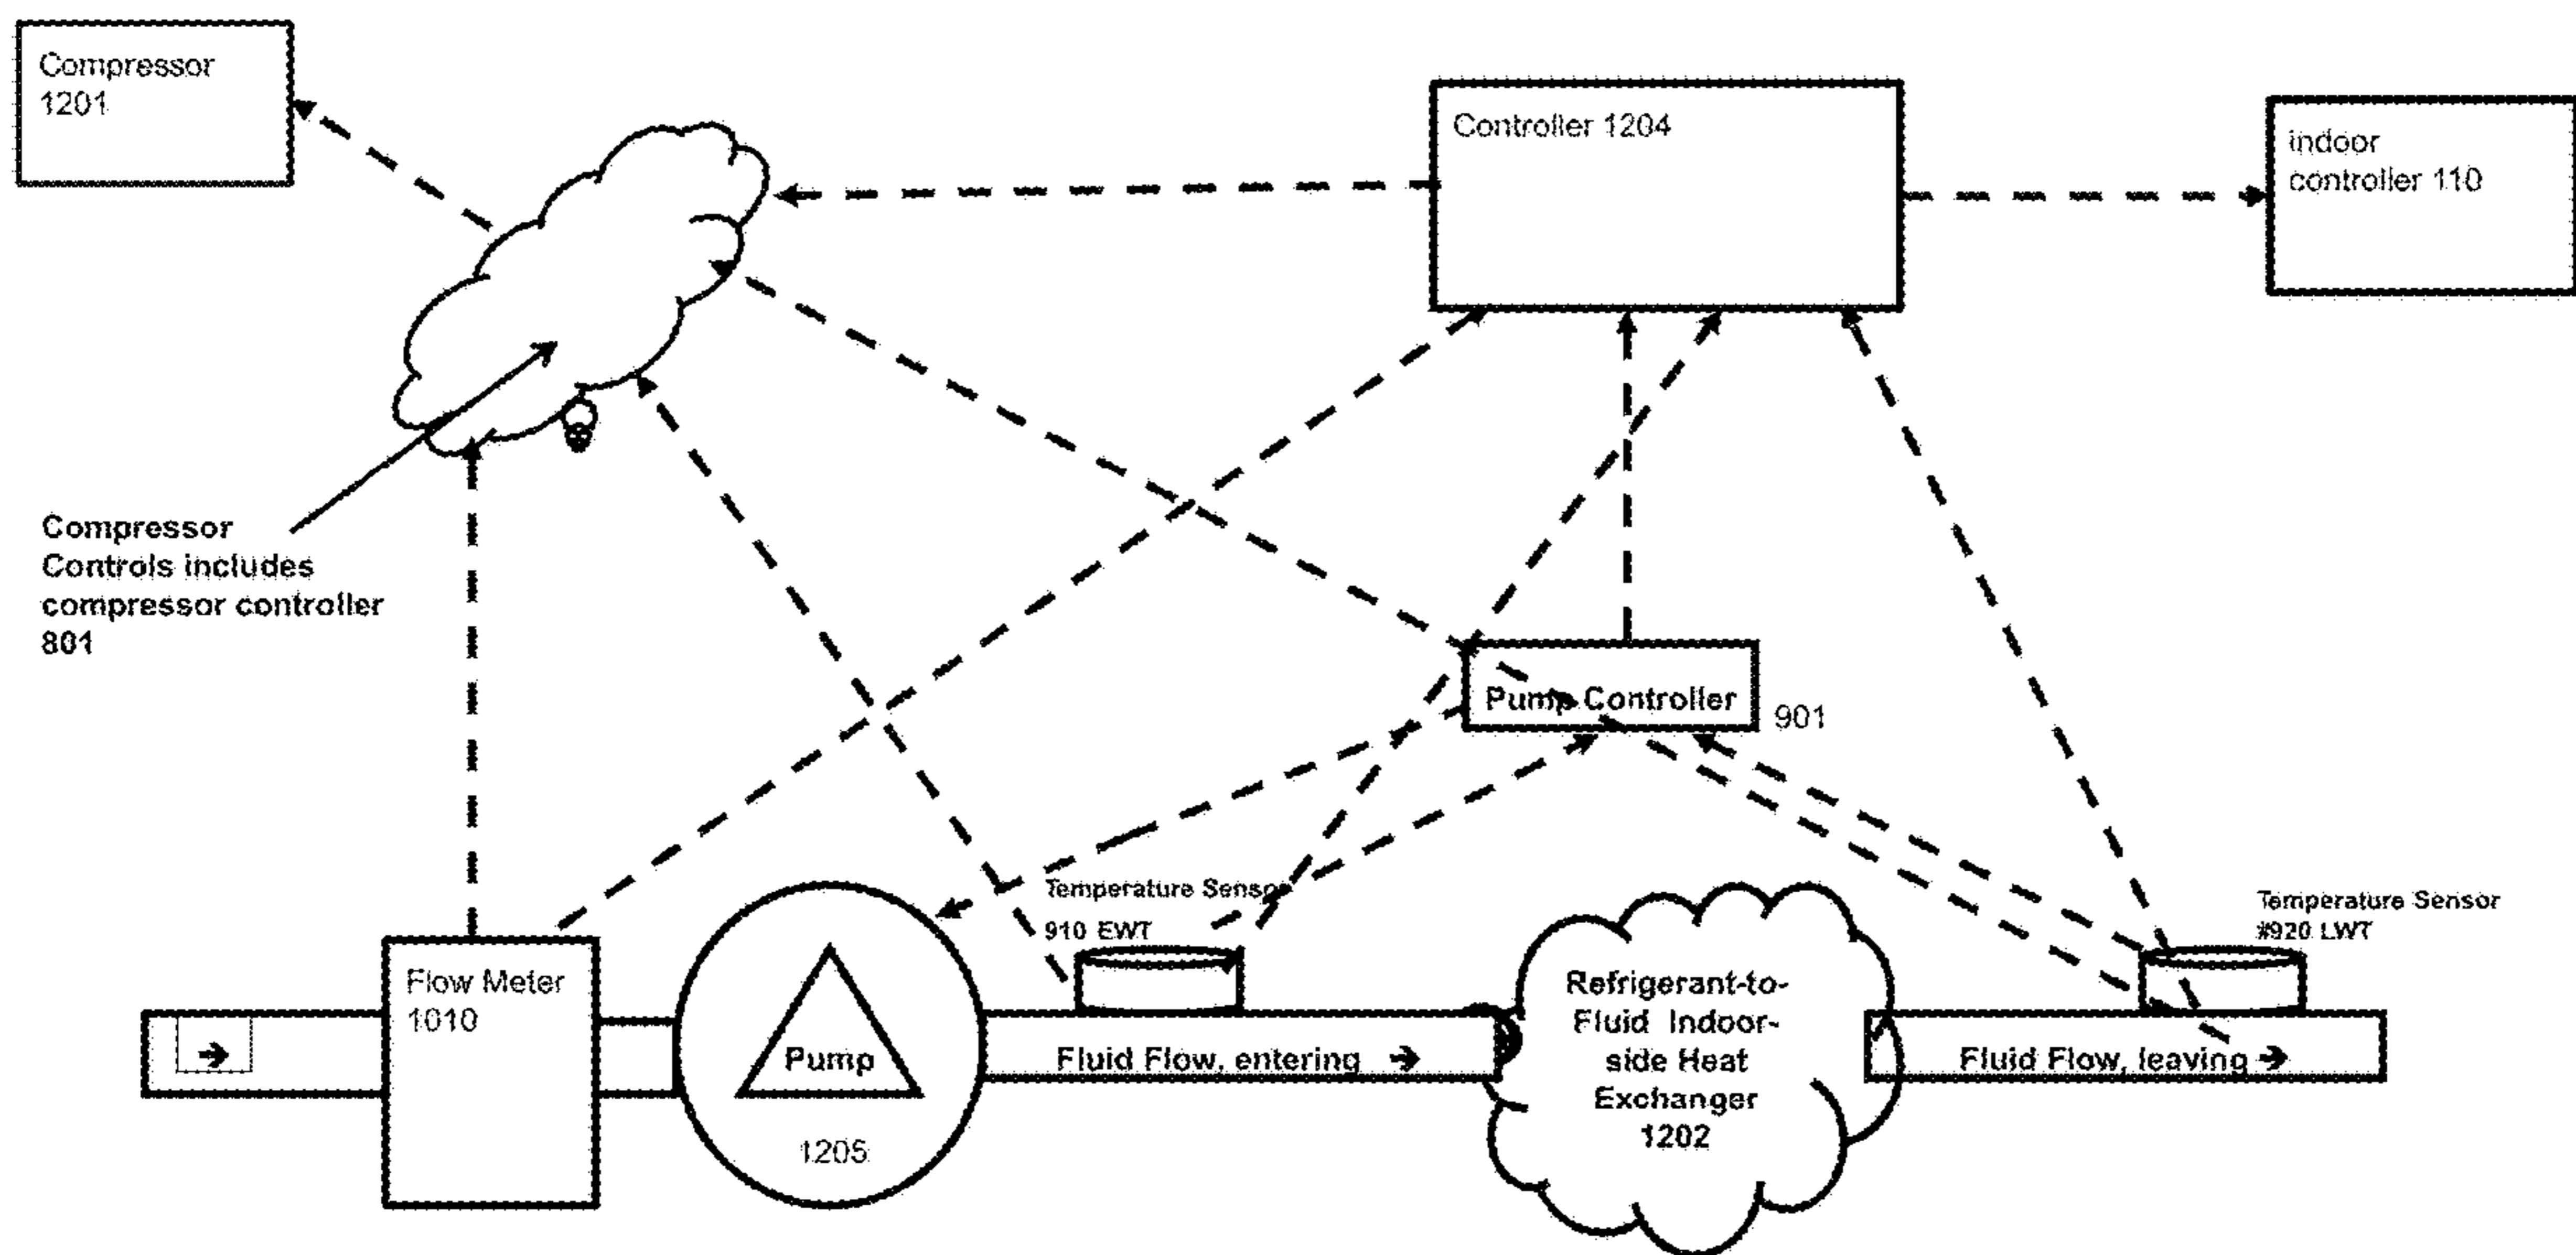 Compressor
1201
Controller 1204
indoor
controller 110
Compressor
Controls includes
compressor controller
801
Pump Controller
901
Temperature Sensor
910 EWT
Temperature Sensor
#920 LWT
Flow Meter
1010
→
Pump
1205
Fluid Flow, entering →
Refrigerant-to-
Fluid Indoor-
side Heat
Exchanger
1202
Fluid Flow, leaving →